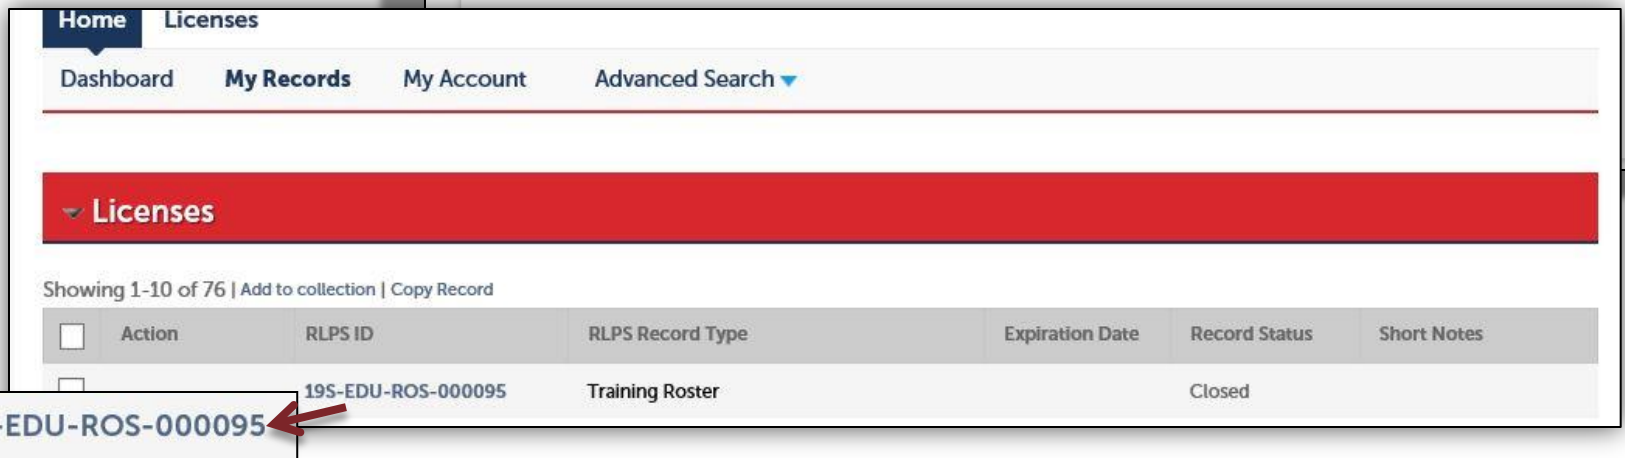 Home Licenses
Dashboard My Records My Account Advanced Search
Licenses
Showing 1-10 of 76 | Add to collection | Copy Record
Action RLPS ID RLPS Record Type Expiration Date Record Status Short Notes
19S-EDU-ROS-000095 Training Roster Closed
-EDU-ROS-000095